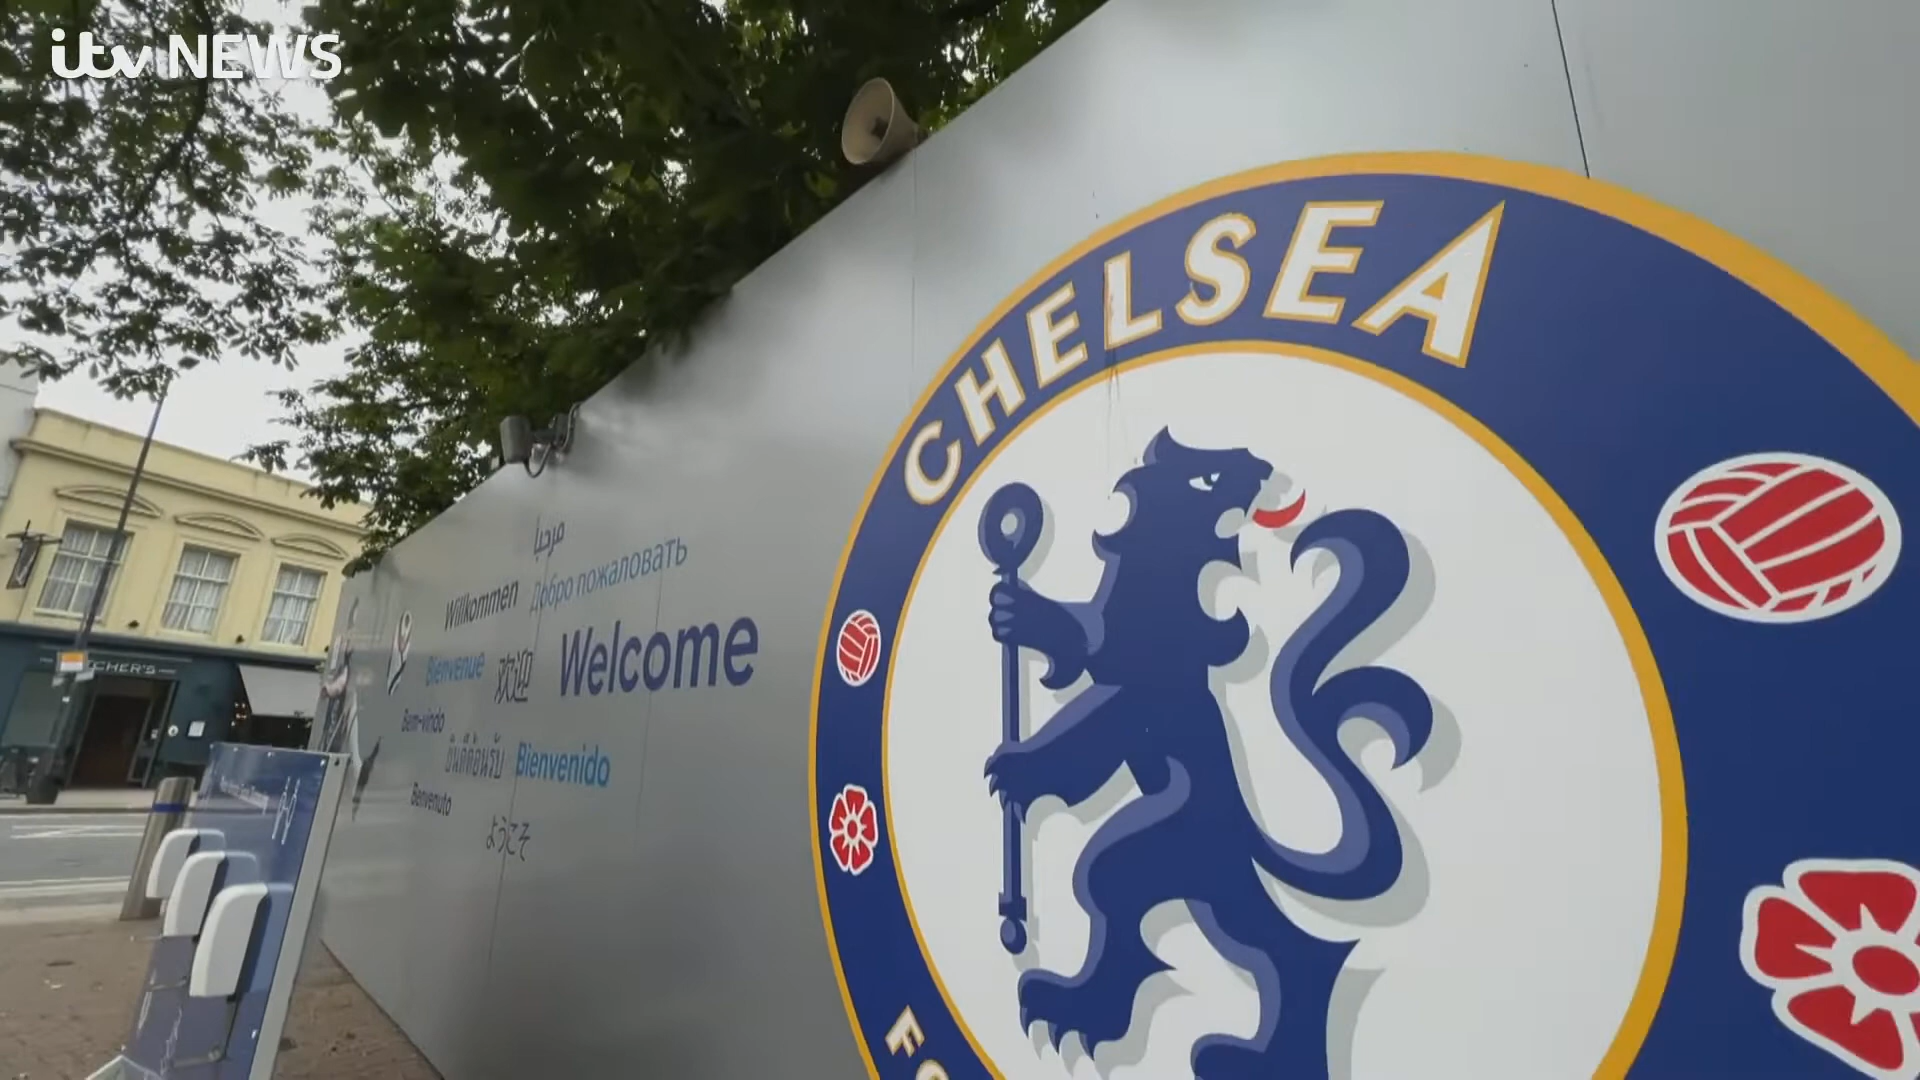 itv NEWS
CHELSEA
مرحباً
Добро пожаловать
Willkommen
Welcome
Bienvenue
欢迎
Bem-vindo
ยินดีต้อนรับ
Bienvenido
Benvenuto
ようこそ
CHER'S